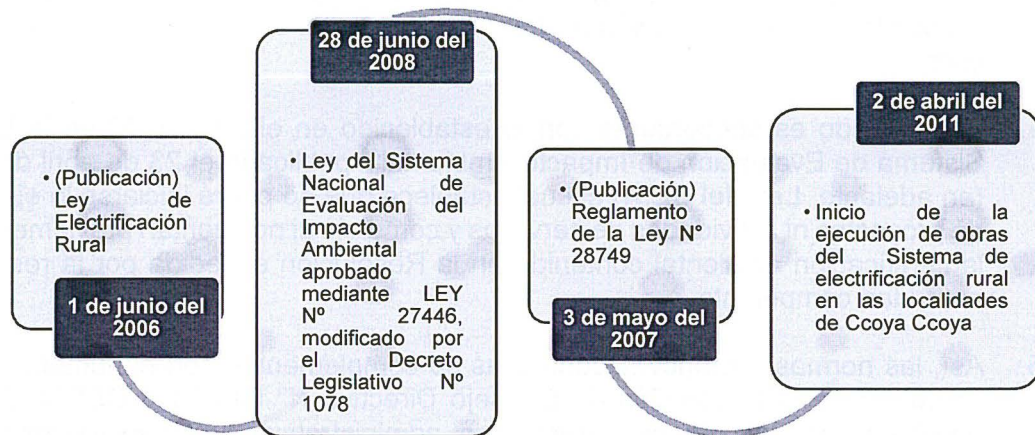 • (Publicación)
Ley de
Electrificación
Rural
1 de junio del
2006
28 de junio del
2008
• Ley del Sistema
Nacional de
Evaluación del
Impacto
Ambiental
aprobado
mediante LEY
Nº 27446,
modificado por
el Decreto
Legislativo Nº
1078
• (Publicación)
Reglamento
de la Ley N°
28749
3 de mayo del
2007
2 de abril del
2011
• Inicio de la
ejecución de obras
del Sistema de
electrificación rural
en las localidades
de Ccoya Ccoya